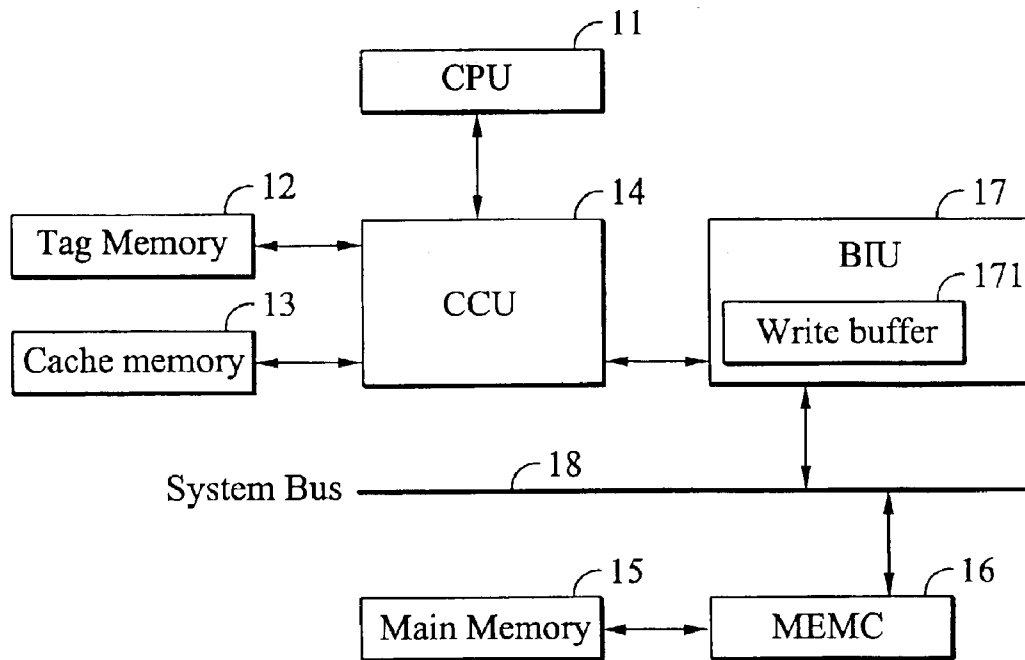 11
CPU
12
14
17
Tag Memory
BIU
CCU
171
13
Write buffer
Cache memory
18
System Bus
15
16
Main Memory
MEMC